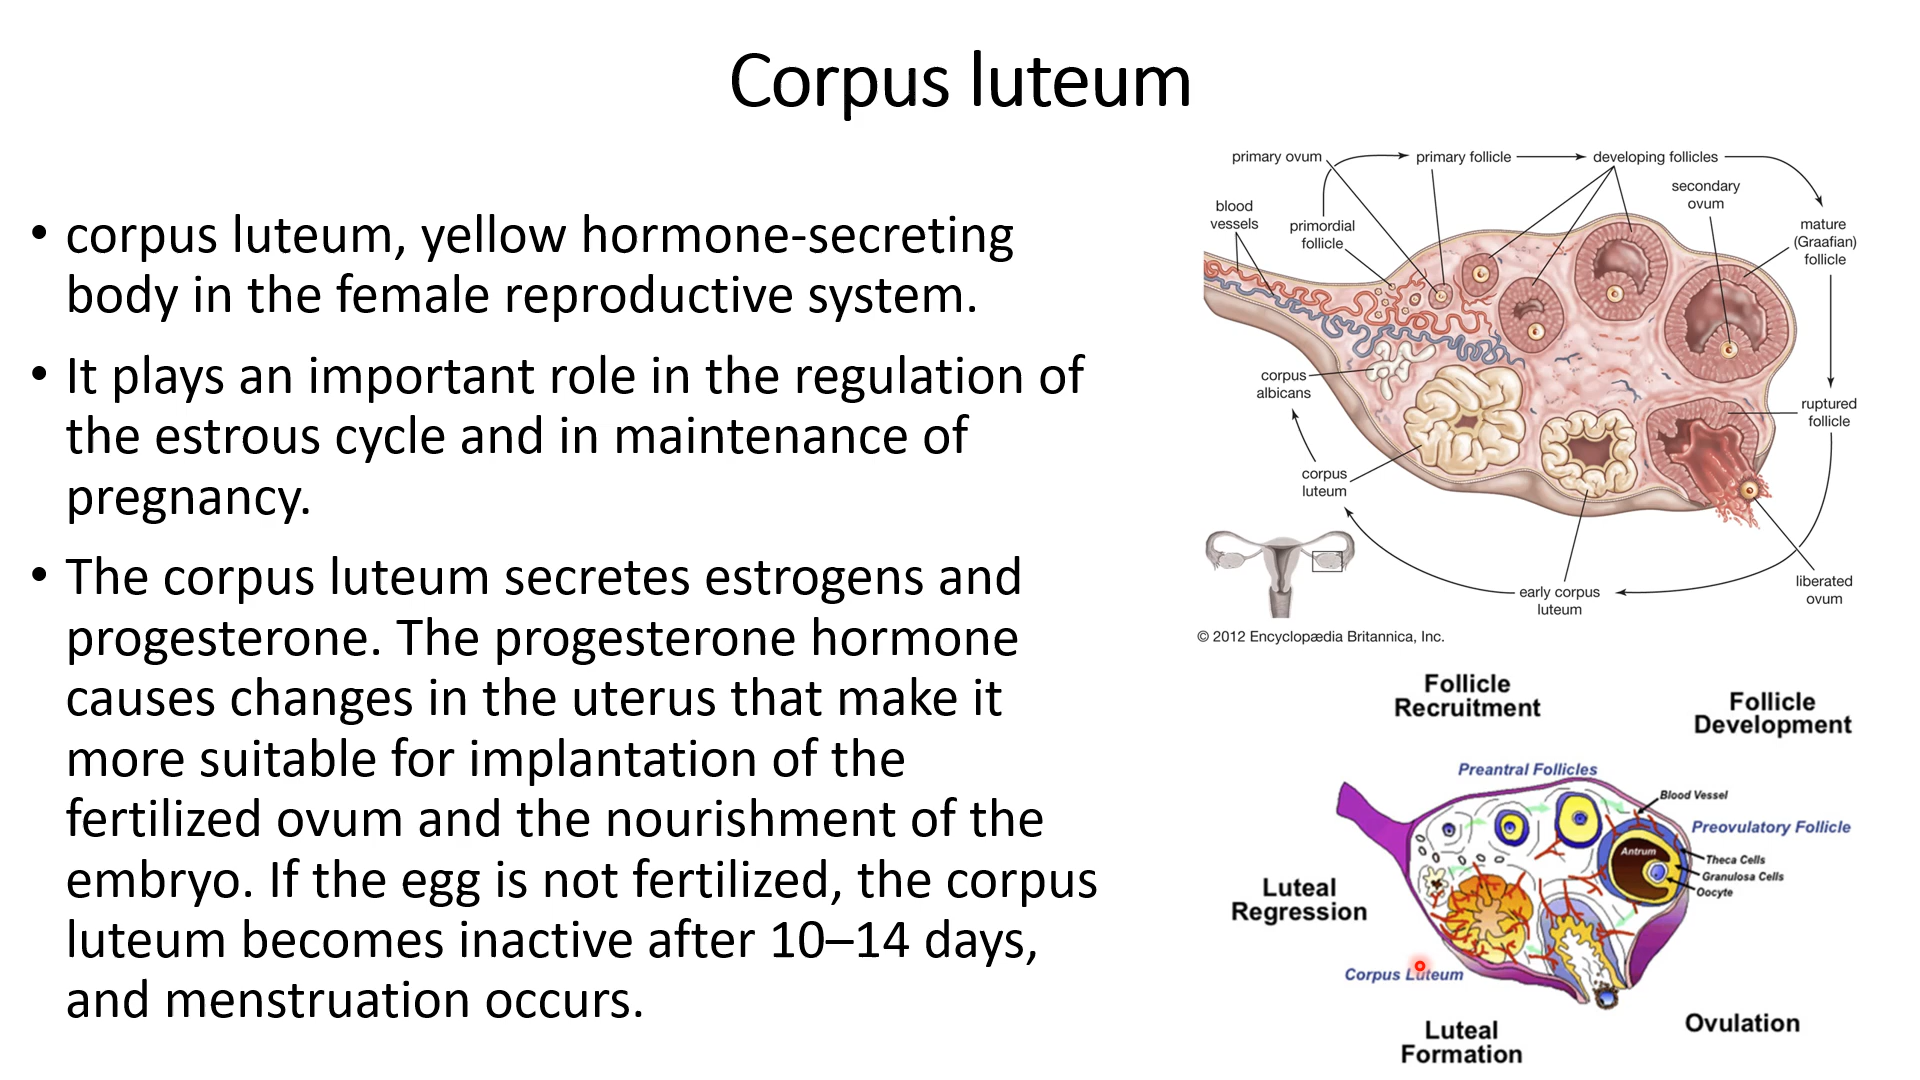 Corpus luteum
• corpus luteum, yellow hormone-secreting
body in the female reproductive system.
• It plays an important role in the regulation of
the estrous cycle and in maintenance of
pregnancy.
• The corpus luteum secretes estrogens and
progesterone. The progesterone hormone
causes changes in the uterus that make it
more suitable for implantation of the
fertilized ovum and the nourishment of the
embryo. If the egg is not fertilized, the corpus
luteum becomes inactive after 10–14 days,
and menstruation occurs.
primary ovum
primary follicle
developing follicles
secondary
ovum
blood
vessels
primordial
follicle
mature
(Graafian)
follicle
corpus
albicans
ruptured
follicle
corpus
luteum
early corpus
luteum
liberated
ovum
© 2012 Encyclopædia Britannica, Inc.
Follicle
Recruitment
Follicle
Development
Preantral Follicles
Blood Vessel
Preovulatory Follicle
Antrum
Theca Cells
Granulosa Cells
Oocyte
Luteal
Regression
Corpus Luteum
Ovulation
Luteal
Formation